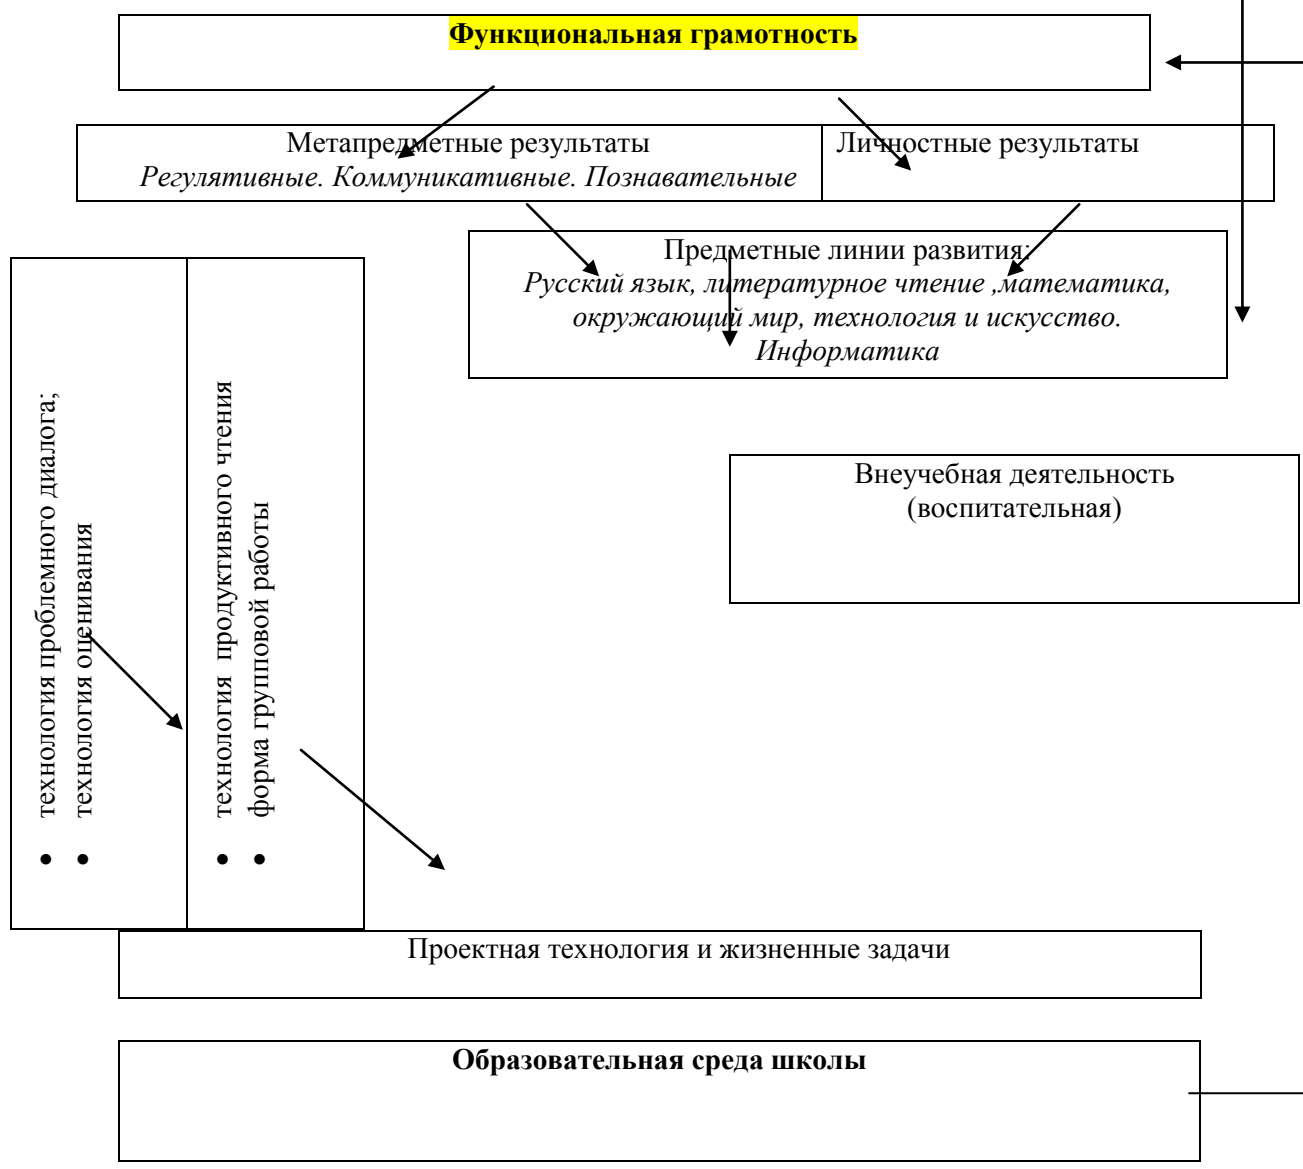 Функциональная грамотность
Метапредметные результаты
Регулятивные. Коммуникативные. Познавательные
Личностные результаты
Предметные линии развития:
Русский язык, литературное чтение ,математика,
окружающий мир, технология и искусство.
Информатика
• технология проблемного диалога;
• технология оценивания
• технология продуктивного чтения
• форма групповой работы
Внеучебная деятельность
(воспитательная)
Проектная технология и жизненные задачи
Образовательная среда школы